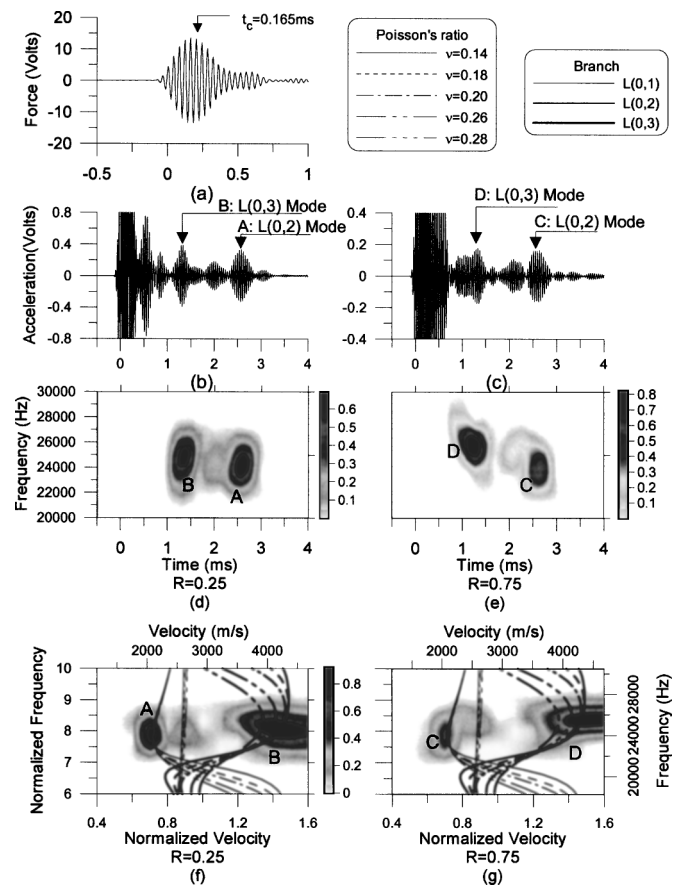 20
10
0
-10
-20
Force (Volts)
t_c=0.165ms
-0.5 0 0.5 1
(a)
Poisson's ratio
ν=0.14
ν=0.18
ν=0.20
ν=0.26
ν=0.28
Branch
L(0,1)
L(0,2)
L(0,3)
B: L(0,3) Mode
A: L(0,2) Mode
0.8
0.4
0
-0.4
-0.8
Acceleration(Volts)
0 1 2 3 4
(b)
D: L(0,3) Mode
C: L(0,2) Mode
0.4
0.2
0
-0.2
-0.4
0 1 2 3 4
(c)
30000
28000
26000
24000
22000
20000
Frequency (Hz)
B
A
0.6
0.5
0.4
0.3
0.2
0.1
0 1 2 3 4
Time (ms)
R=0.25
(d)
D
C
0.8
0.7
0.6
0.5
0.4
0.3
0.2
0.1
0 1 2 3 4
Time (ms)
R=0.75
(e)
Velocity (m/s)
2000 3000 4000
10
9
8
7
6
Normalized Frequency
A
B
0.8
0.6
0.4
0.2
0
0.4 0.8 1.2 1.6
Normalized Velocity
R=0.25
(f)
Velocity (m/s)
2000 3000 4000
C
D
20000 24000 28000
Frequency (Hz)
0.4 0.8 1.2 1.6
Normalized Velocity
R=0.75
(g)